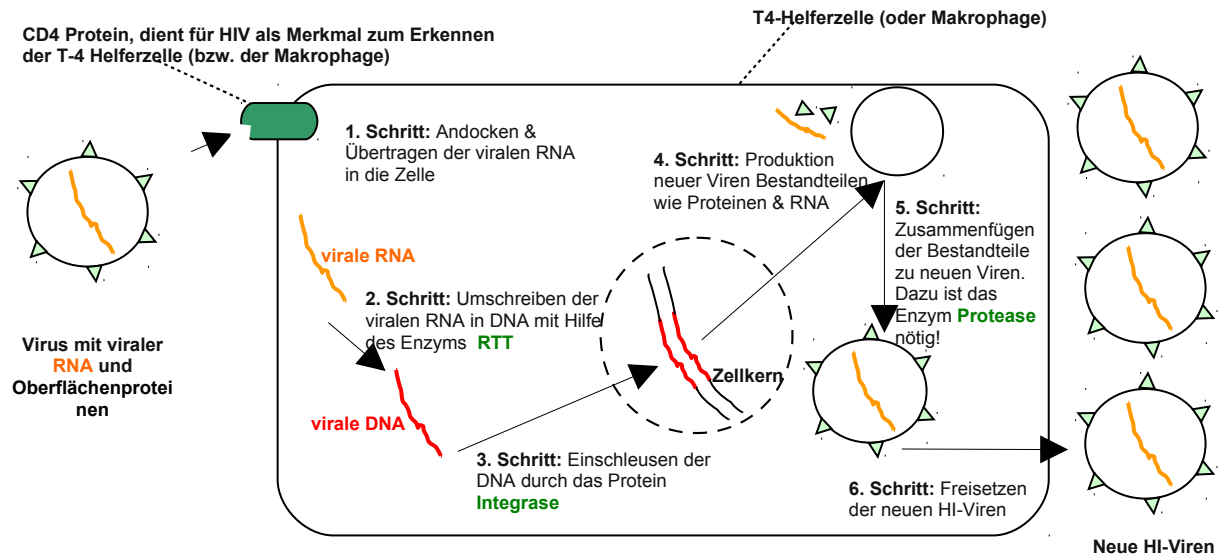 T4-Helferzelle (oder Makrophage)
CD4 Protein, dient für HIV als Merkmal zum Erkennen
der T-4 Helferzelle (bzw. der Makrophage)
1. Schritt: Andocken &
Übertragen der viralen RNA
in die Zelle
virale RNA
2. Schritt: Umschreiben der
viralen RNA in DNA mit Hilfe
des Enzyms RTT
Virus mit viraler
RNA und
Oberflächenprotei
nen
virale DNA
3. Schritt: Einschleusen der
DNA durch das Protein
Integrase
Zellkern
4. Schritt: Produktion
neuer Viren Bestandteilen
wie Proteinen & RNA
5. Schritt:
Zusammenfügen
der Bestandteile
zu neuen Viren.
Dazu ist das
Enzym Protease
nötig!
6. Schritt: Freisetzen
der neuen HI-Viren
Neue HI-Viren